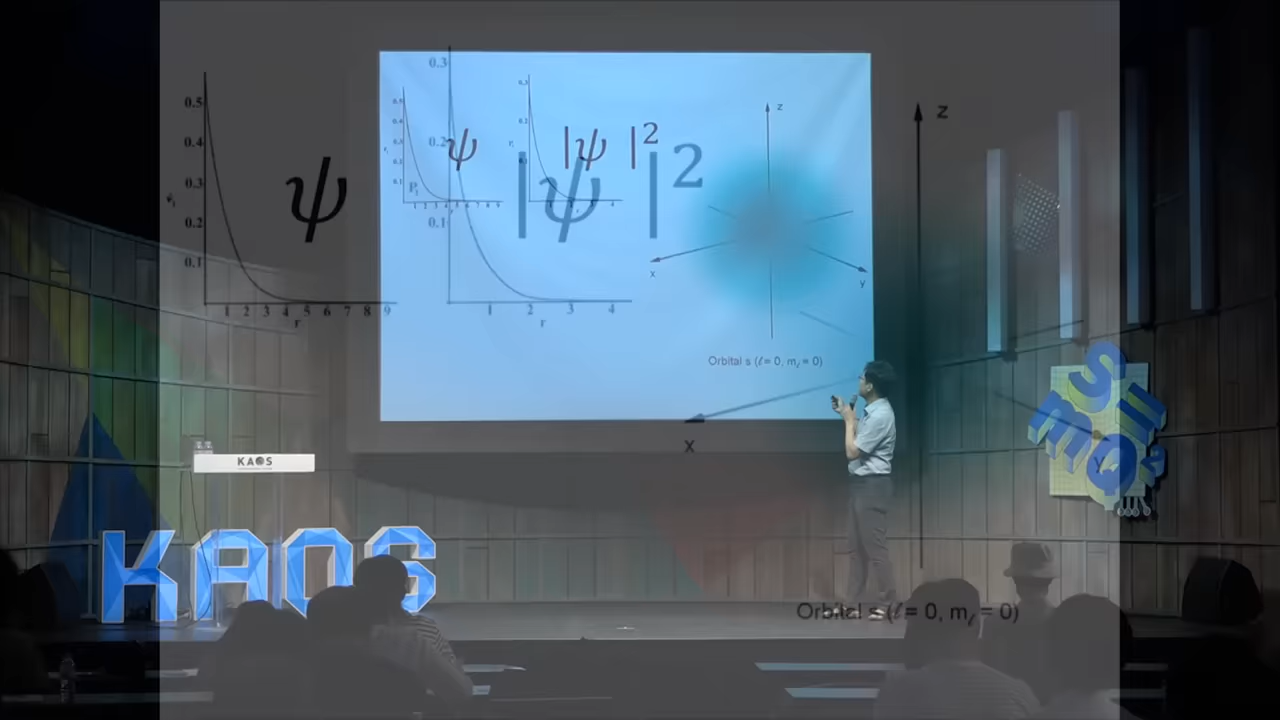 0.5
0.4
0.3
0.2
0.1
ψ
1 2 3 4 5 6 7 8 9
r
0.3
0.2
0.1
|ψ|²
1 2 3 4
r
ψ
|ψ|²
z
x
y
Orbital s (ℓ = 0, mℓ = 0)
z
x
Y
Orbital s (ℓ = 0, mℓ = 0)
KAOS
KAOS